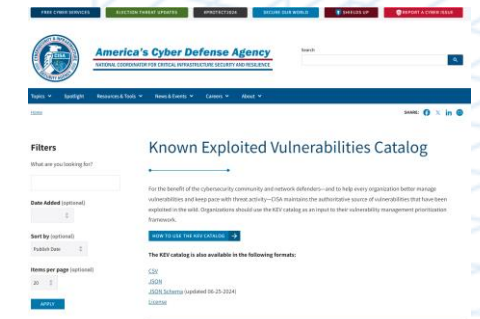 FREE CYBER SERVICES
ELECTION THREAT UPDATES
#PROTECT2024
SECURE OUR WORLD
SHIELDS UP
REPORT A CYBER ISSUE
CISA
America's Cyber Defense Agency
NATIONAL COORDINATOR FOR CRITICAL INFRASTRUCTURE SECURITY AND RESILIENCE
Search
Topics
Spotlight
Resources & Tools
News & Events
Careers
About
Home
SHARE:
Filters
What are you looking for?
Date Added (optional)
Sort by (optional)
Publish Date
Items per page (optional)
20
APPLY
Known Exploited Vulnerabilities Catalog
For the benefit of the cybersecurity community and network defenders—and to help every organization better manage
vulnerabilities and keep pace with threat activity—CISA maintains the authoritative source of vulnerabilities that have been
exploited in the wild. Organizations should use the KEV catalog as an input to their vulnerability management prioritization
framework.
HOW TO USE THE KEV CATALOG
The KEV catalog is also available in the following formats:
CSV
JSON
JSON Schema (updated 06-25-2024)
License